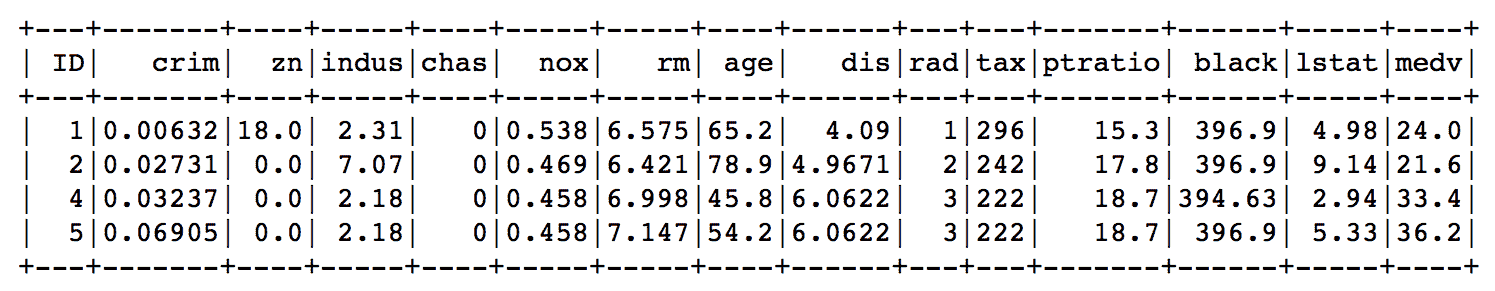 +---+-------+----+-----+----+-----+-----+----+------+---+---+-------+------+-----+----+
| ID|   crim|  zn|indus|chas|  nox|   rm| age|   dis|rad|tax|ptratio| black|lstat|medv|
+---+-------+----+-----+----+-----+-----+----+------+---+---+-------+------+-----+----+
|  1|0.00632|18.0| 2.31|   0|0.538|6.575|65.2|  4.09|  1|296|   15.3| 396.9| 4.98|24.0|
|  2|0.02731| 0.0| 7.07|   0|0.469|6.421|78.9|4.9671|  2|242|   17.8| 396.9| 9.14|21.6|
|  4|0.03237| 0.0| 2.18|   0|0.458|6.998|45.8|6.0622|  3|222|   18.7|394.63| 2.94|33.4|
|  5|0.06905| 0.0| 2.18|   0|0.458|7.147|54.2|6.0622|  3|222|   18.7| 396.9| 5.33|36.2|
+---+-------+----+-----+----+-----+-----+----+------+---+---+-------+------+-----+----+